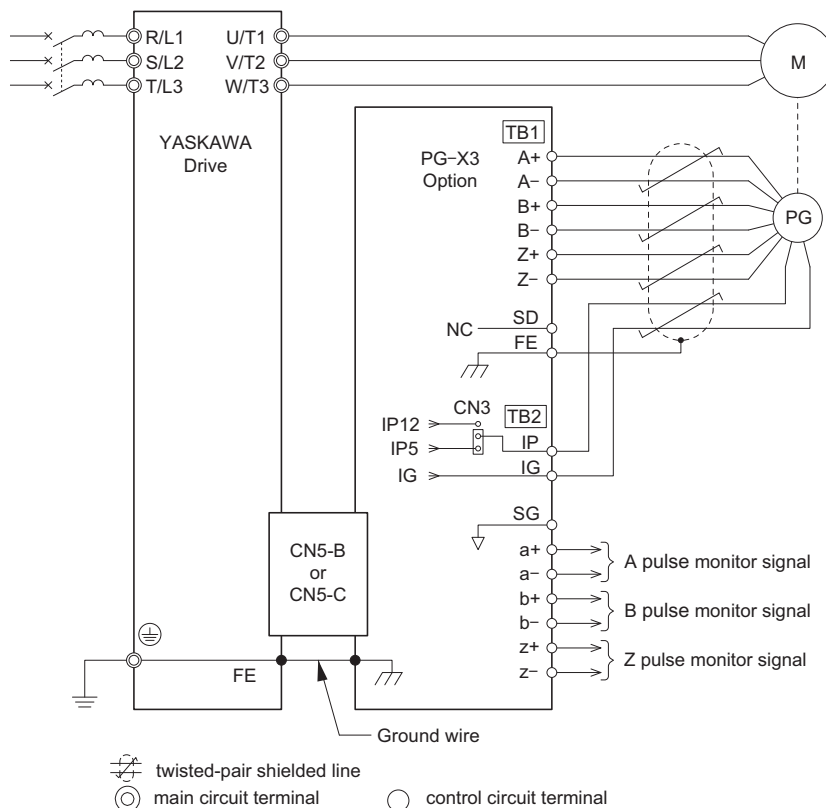 R/L1 U/T1
S/L2 V/T2
T/L3 W/T3
M
YASKAWA
Drive
PG-X3
Option
TB1
A+
A−
B+
B−
Z+
Z−
PG
NC SD
FE
CN3 TB2
IP12
IP5 IP
IG IG
SG
CN5-B
or
CN5-C
a+
a−
A pulse monitor signal
b+
b−
B pulse monitor signal
z+
z−
Z pulse monitor signal
FE
Ground wire
twisted-pair shielded line
main circuit terminal control circuit terminal